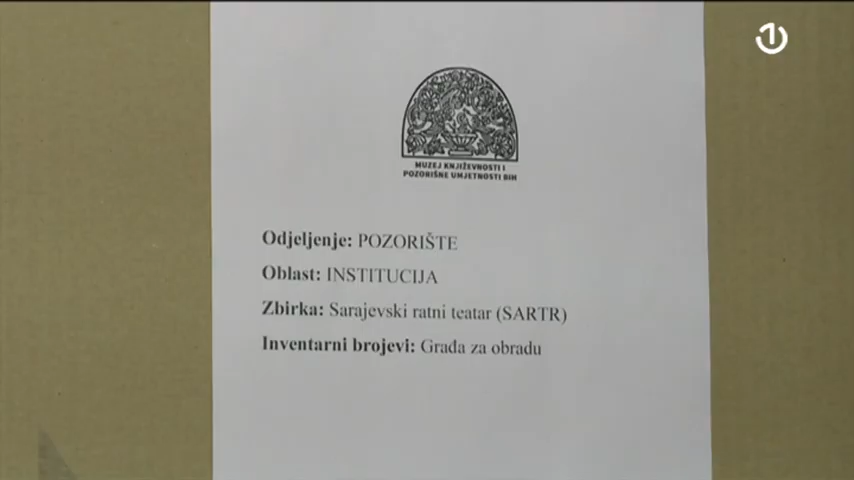 1
MUZEJ KNJIŽEVNOSTI I
POZORIŠNE UMJETNOSTI BIH
Odjeljenje: POZORIŠTE
Oblast: INSTITUCIJA
Zbirka: Sarajevski ratni teatar (SARTR)
Inventarni brojevi: Građa za obradu